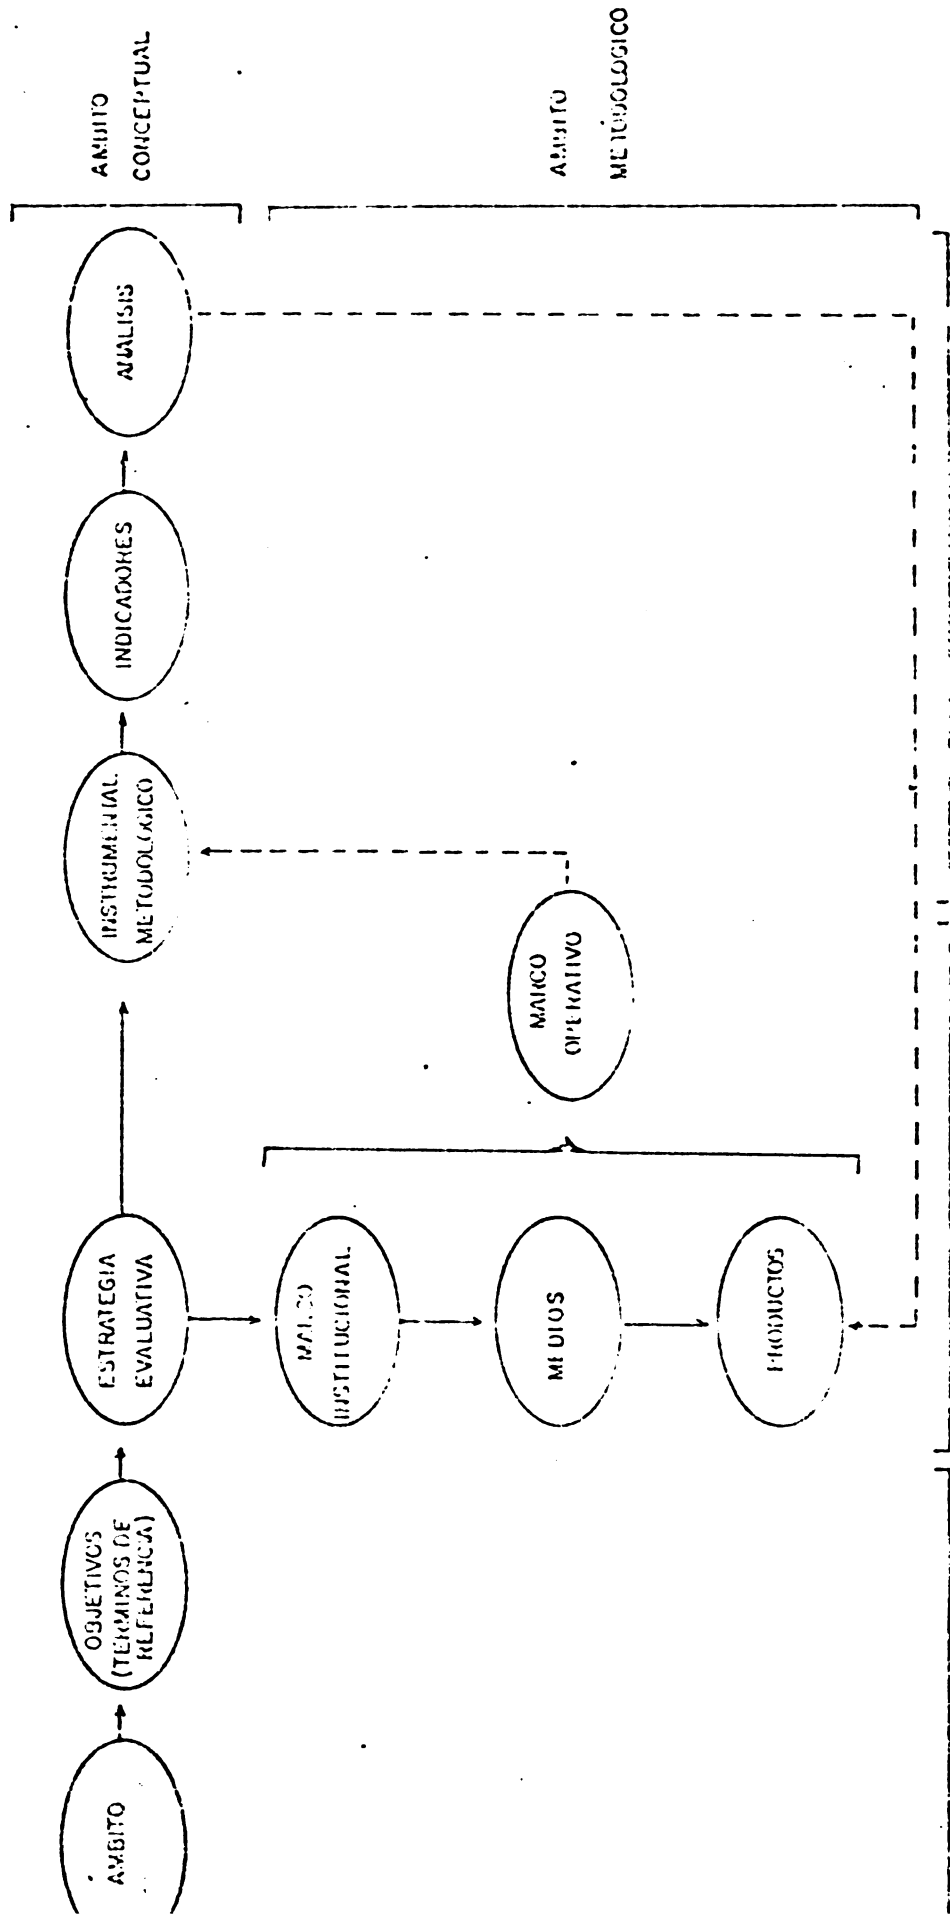 AMBITO
CONCEPTUAL
AMBITO
METODOLOGICO
AMBITO
OBJETIVOS
(TERMINOS DE
REFERENCIA)
ESTRATEGIA
EVALUATIVA
INSTRUMENTAL
METODOLOGICO
INDICADORES
ANALISIS
MARCO
INSTITUCIONAL
MEDIOS
PRODUCTOS
MARCO
OPERATIVO